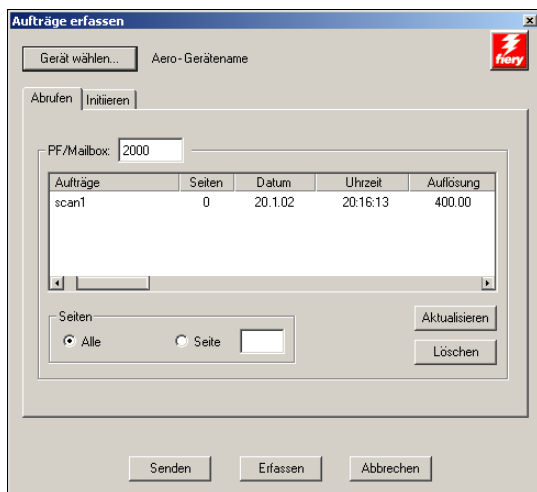 Aufträge erfassen
Gerät wählen... Aero-Gerätename
fiery
Abrufen Initiieren
PF/Mailbox: 2000
Aufträge Seiten Datum Uhrzeit Auflösung
scan1 0 20.1.02 20:16:13 400.00
Seiten
Alle Seite
Aktualisieren
Löschen
Senden Erfassen Abbrechen